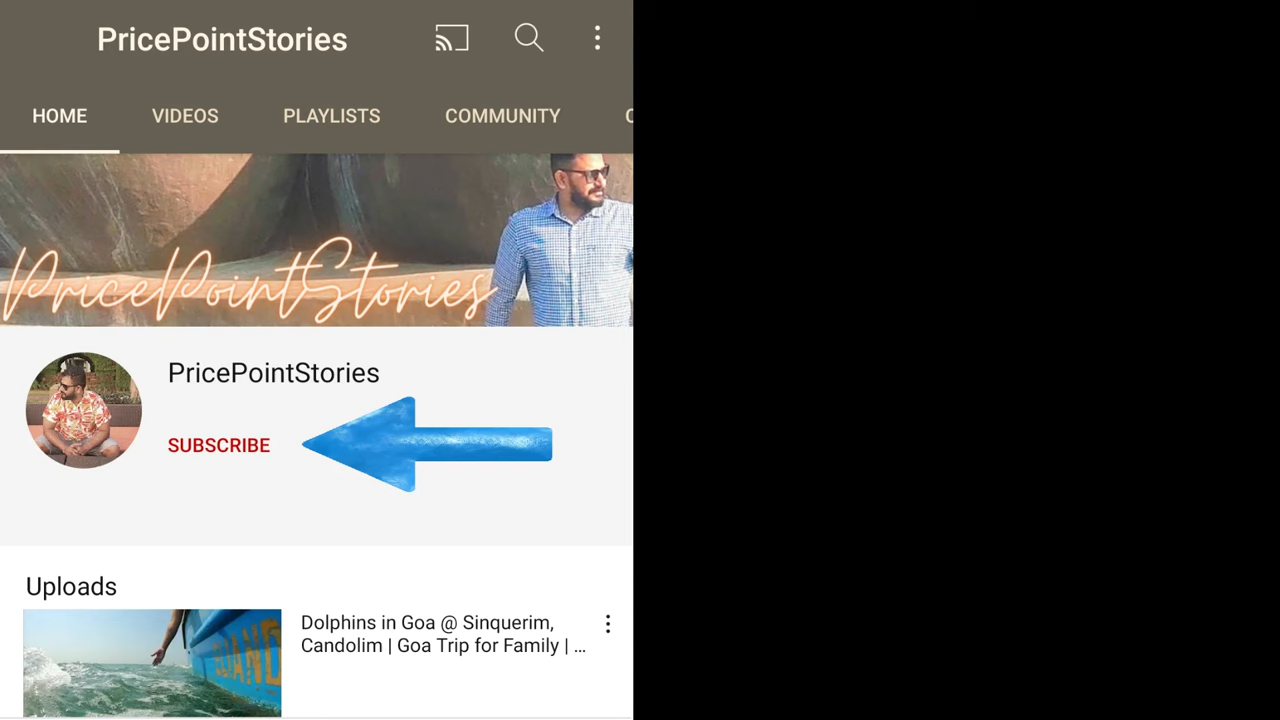 PricePointStories
HOME VIDEOS PLAYLISTS COMMUNITY
PricePointStories
PricePointStories
SUBSCRIBE
Uploads
Dolphins in Goa @ Sinquerim,
Candolim | Goa Trip for Family | ...